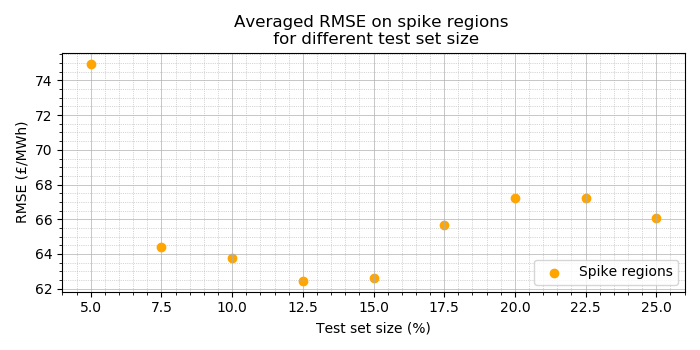 Averaged RMSE on spike regions
for different test set size
RMSE (£/MWh)
74
72
70
68
66
64
62
5.0 7.5 10.0 12.5 15.0 17.5 20.0 22.5 25.0
Test set size (%)
Spike regions